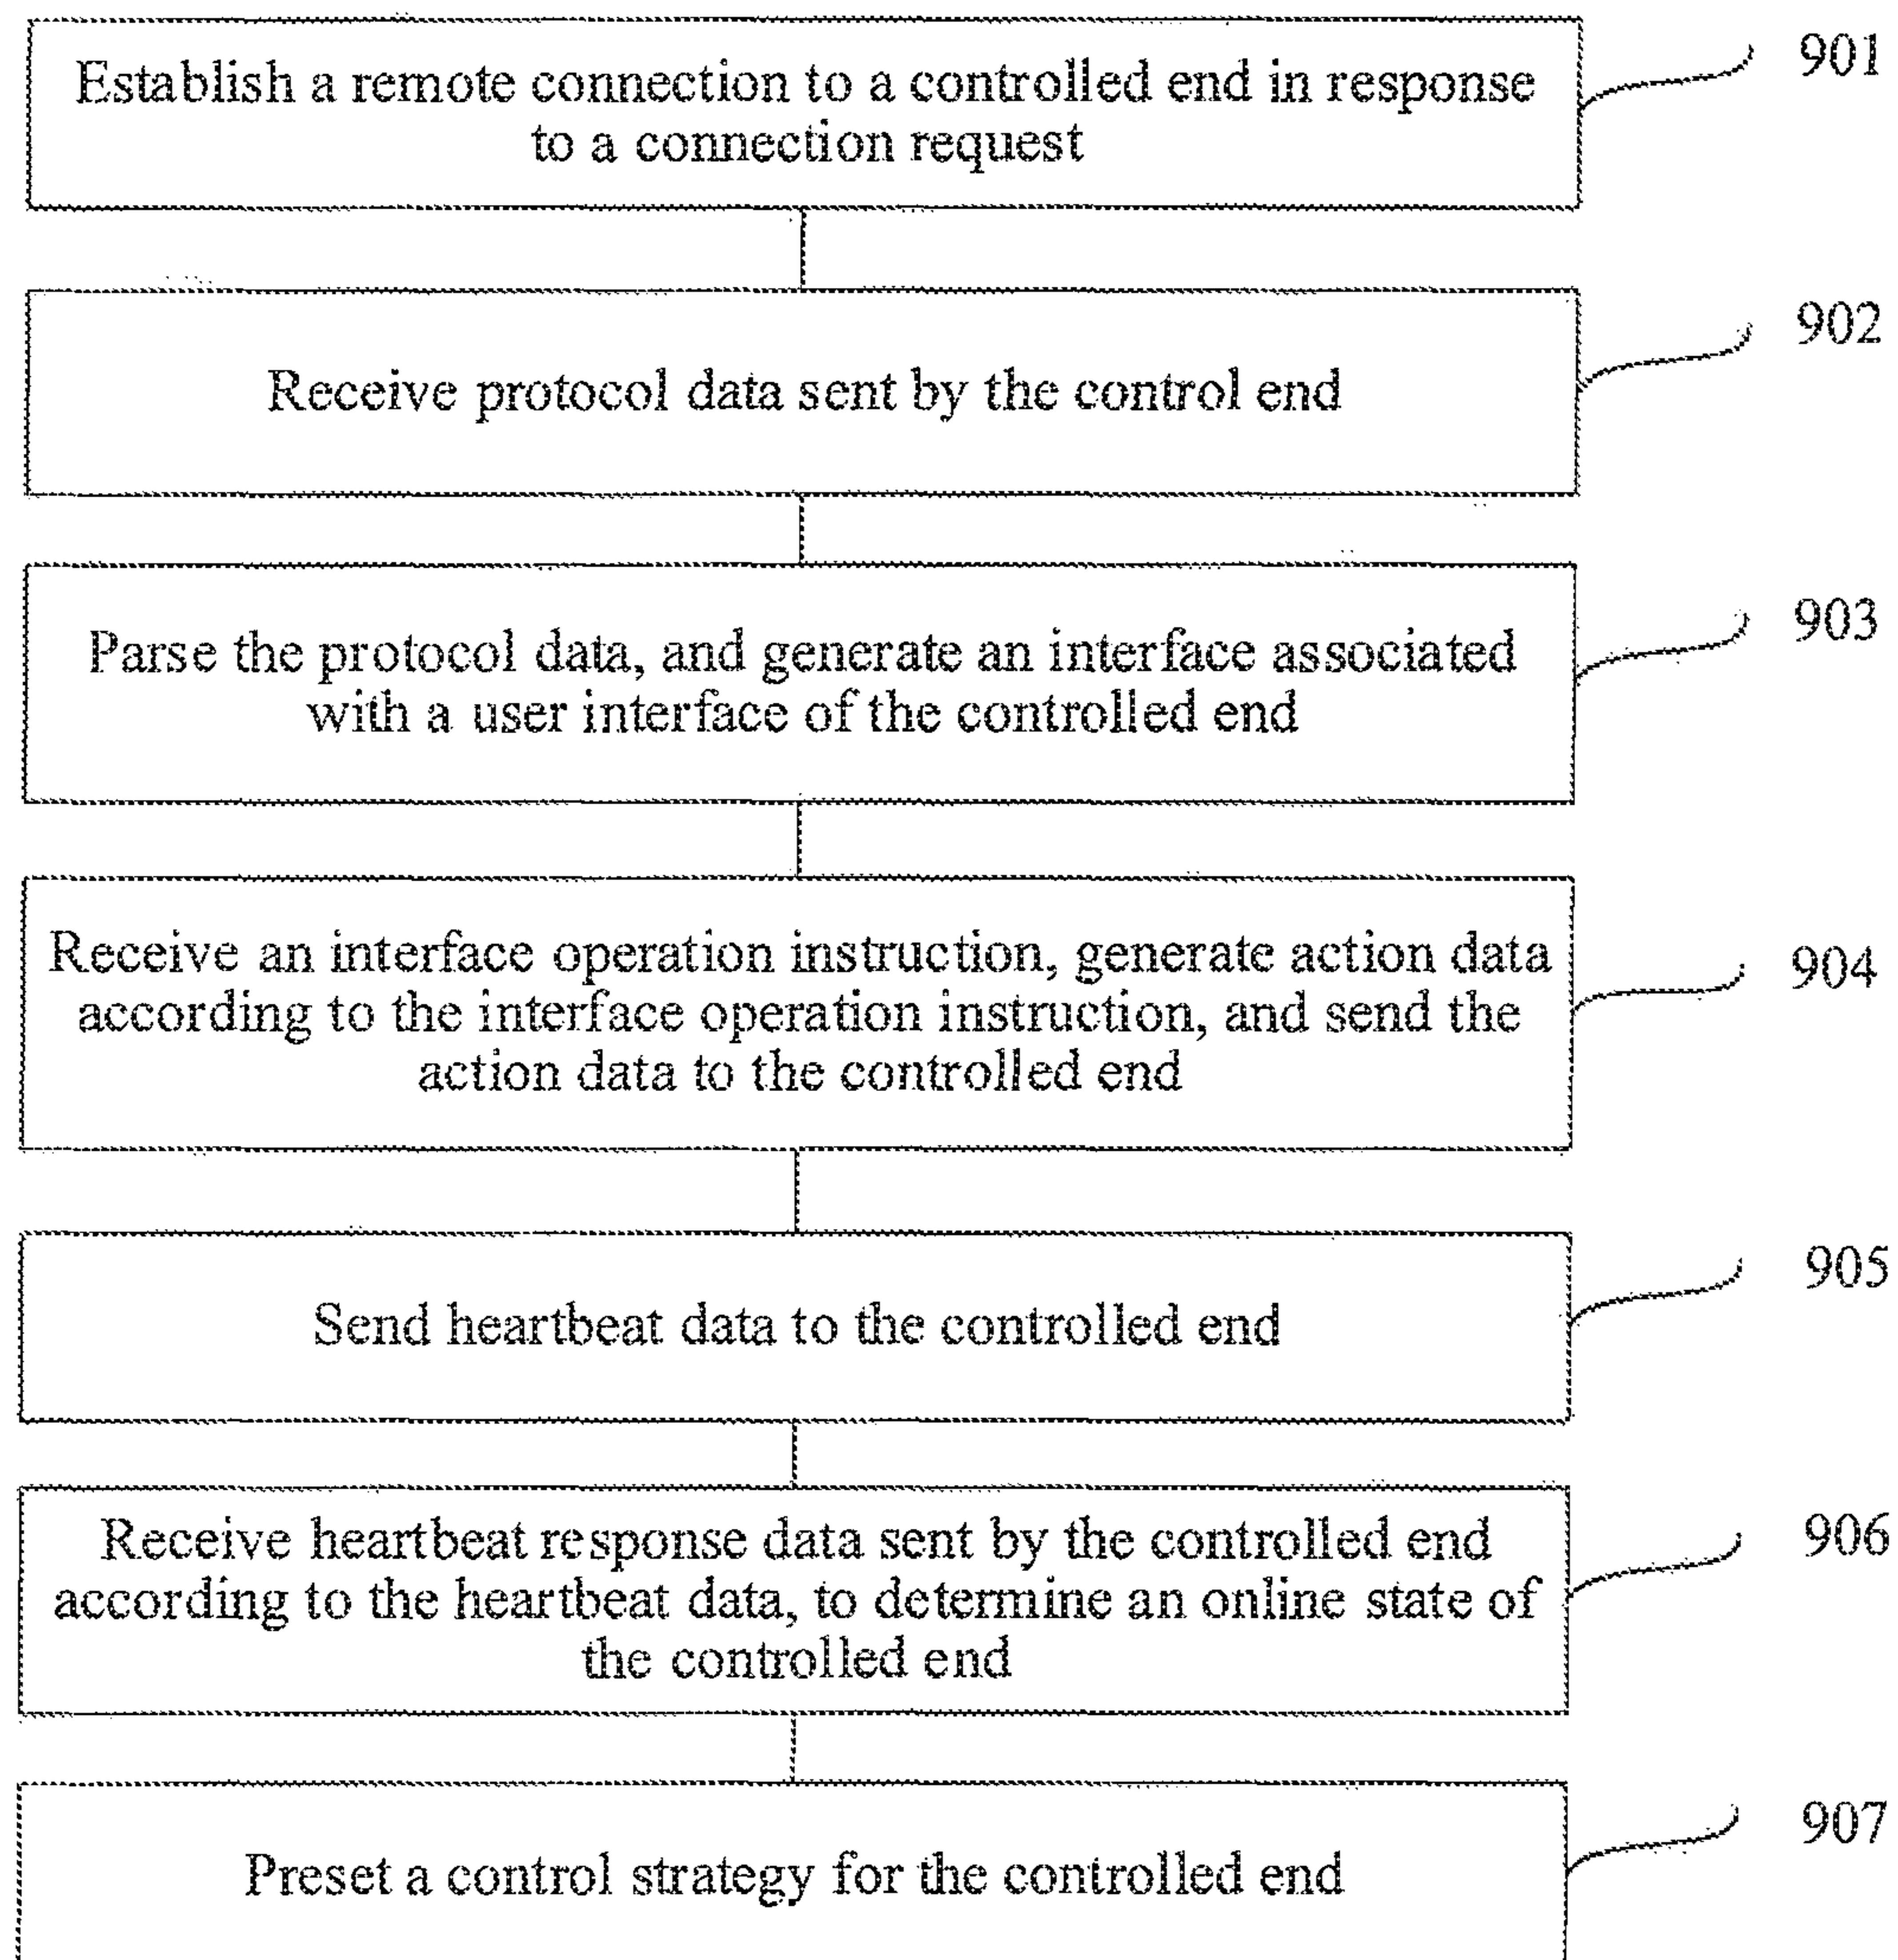 Establish a remote connection to a controlled end in response
to a connection request
901
Receive protocol data sent by the control end
902
Parse the protocol data, and generate an interface associated
with a user interface of the controlled end
903
Receive an interface operation instruction, generate action data
according to the interface operation instruction, and send the
action data to the controlled end
904
Send heartbeat data to the controlled end
905
Receive heartbeat response data sent by the controlled end
according to the heartbeat data, to determine an online state of
the controlled end
906
Preset a control strategy for the controlled end
907